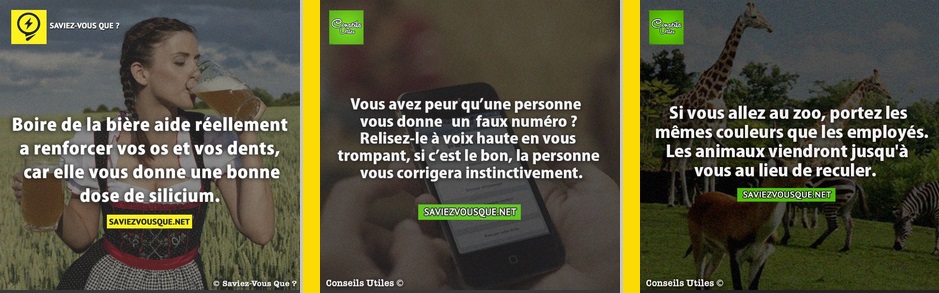 SAVIEZ-VOUS QUE ?
Boire de la bière aide réellement
a renforcer vos os et vos dents,
car elle vous donne une bonne
dose de silicium.
SAVIEZVOUSQUE.NET
© Saviez-Vous Que ?
Conseils
Utiles
Vous avez peur qu'une personne
vous donne un faux numéro ?
Relisez-le à voix haute en vous
trompant, si c'est le bon, la personne
vous corrigera instinctivement.
SAVIEZVOUSQUE.NET
Conseils Utiles ©
Conseils
Utiles
Si vous allez au zoo, portez les
mêmes couleurs que les employés.
Les animaux viendront jusqu'à
vous au lieu de reculer.
SAVIEZVOUSQUE.NET
Conseils Utiles ©